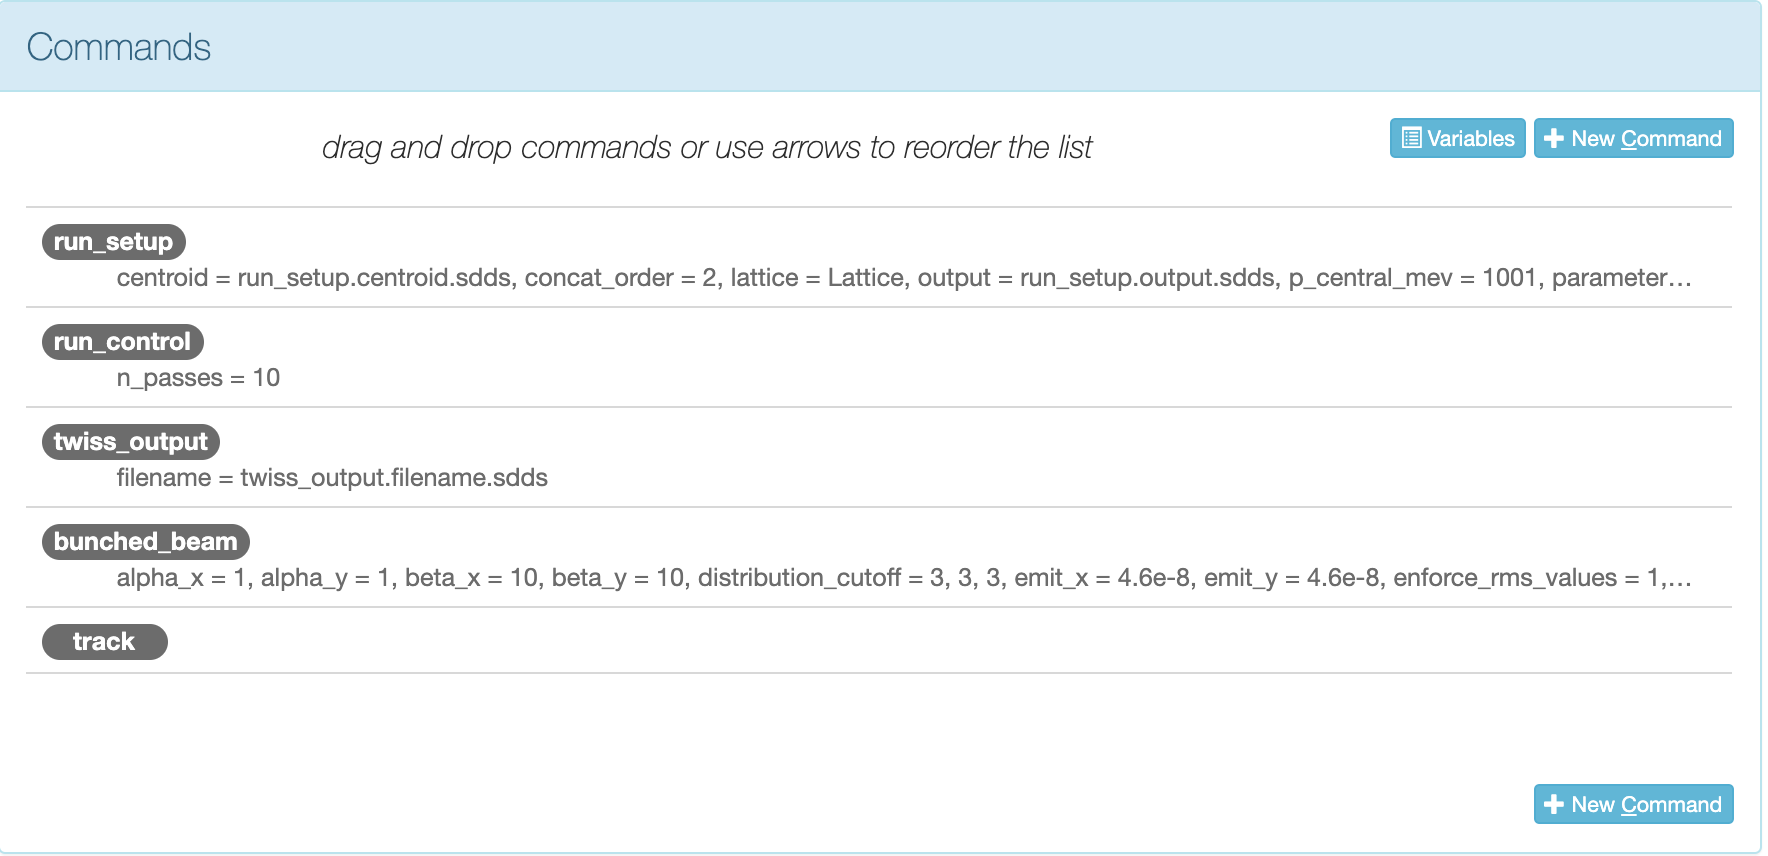 Commands
drag and drop commands or use arrows to reorder the list
Variables
New Command
run_setup
centroid = run_setup.centroid.sdds, concat_order = 2, lattice = Lattice, output = run_setup.output.sdds, p_central_mev = 1001, parameter…
run_control
n_passes = 10
twiss_output
filename = twiss_output.filename.sdds
bunched_beam
alpha_x = 1, alpha_y = 1, beta_x = 10, beta_y = 10, distribution_cutoff = 3, 3, 3, emit_x = 4.6e-8, emit_y = 4.6e-8, enforce_rms_values = 1,…
track
New Command